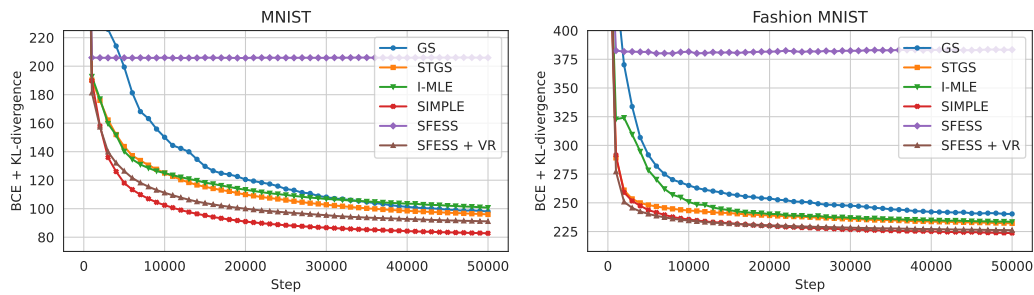 MNIST
BCE + KL-divergence
220
200
180
160
140
120
100
80
GS
STGS
I-MLE
SIMPLE
SFESS
SFESS + VR
0 10000 20000 30000 40000 50000
Step
Fashion MNIST
BCE + KL-divergence
400
375
350
325
300
275
250
225
GS
STGS
I-MLE
SIMPLE
SFESS
SFESS + VR
0 10000 20000 30000 40000 50000
Step